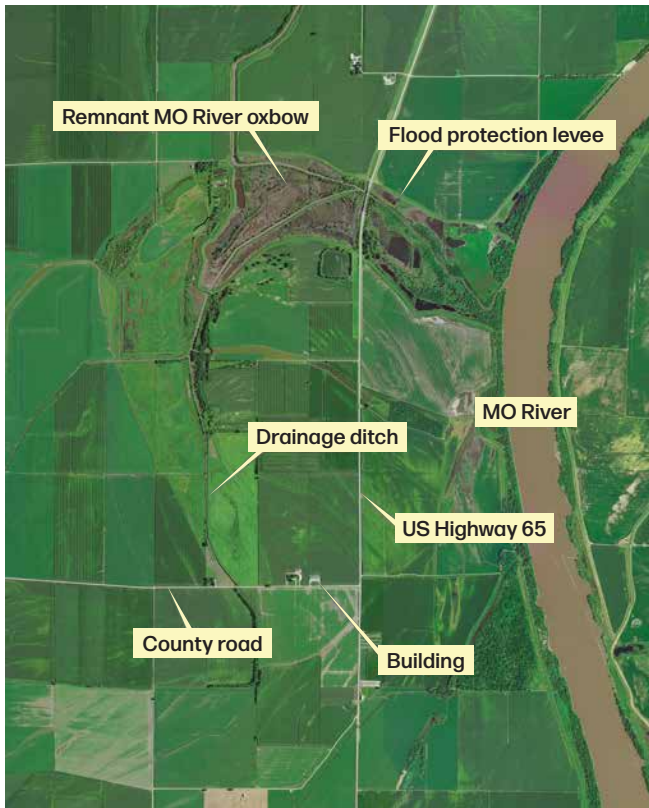 Remnant MO River oxbow
Flood protection levee
MO River
Drainage ditch
US Highway 65
County road
Building